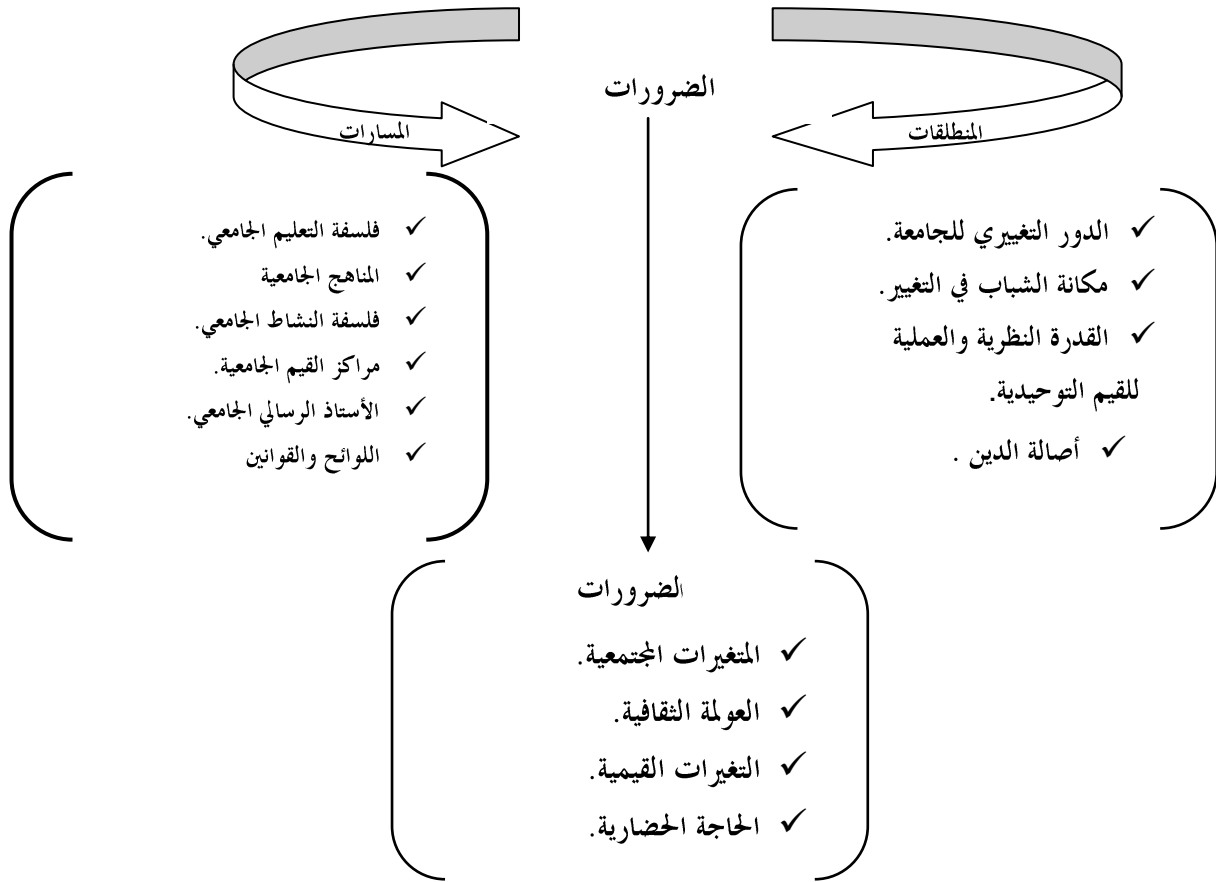 الضرورات
المنطلقات
المسارات
✓ الدور التغييري للجامعة.
✓ مكانة الشباب في التغيير.
✓ القدرة النظرية والعملية
للقيم التوحيدية.
✓ أصالة الدين .
✓ فلسفة التعليم الجامعي.
✓ المناهج الجامعية
✓ فلسفة النشاط الجامعي.
✓ مراكز القيم الجامعية.
✓ الأستاذ الرسالي الجامعي.
✓ اللوائح والقوانين
الضرورات
✓ المتغيرات المجتمعية.
✓ العولمة الثقافية.
✓ التغيرات القيمية.
✓ الحاجة الحضارية.